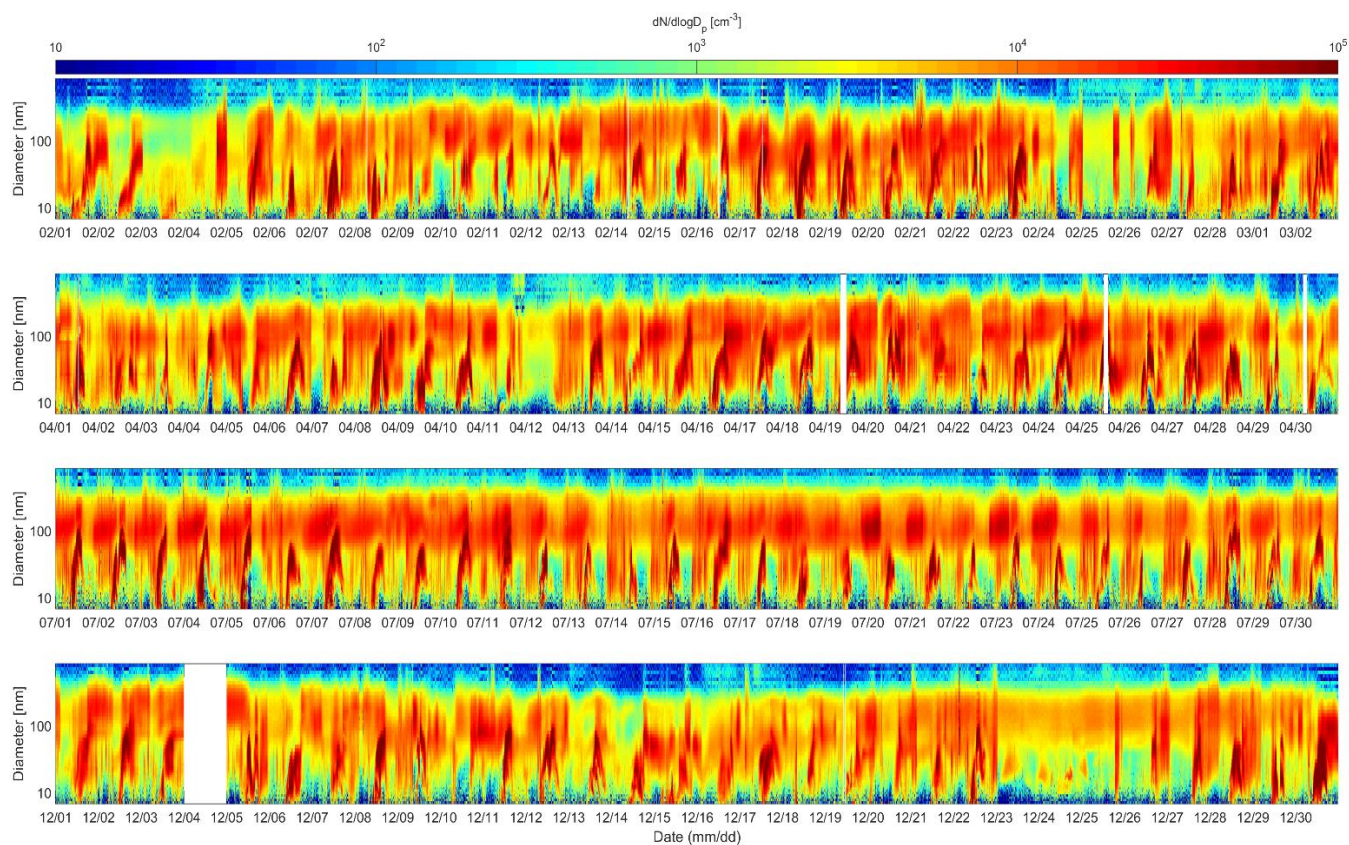 dN/dlogDp [cm-3]
10 10² 10³ 10⁴ 10⁵
Diameter [nm]
100
10
02/01 02/02 02/03 02/04 02/05 02/06 02/07 02/08 02/09 02/10 02/11 02/12 02/13 02/14 02/15 02/16 02/17 02/18 02/19 02/20 02/21 02/22 02/23 02/24 02/25 02/26 02/27 02/28 03/01 03/02
Diameter [nm]
100
10
04/01 04/02 04/03 04/04 04/05 04/06 04/07 04/08 04/09 04/10 04/11 04/12 04/13 04/14 04/15 04/16 04/17 04/18 04/19 04/20 04/21 04/22 04/23 04/24 04/25 04/26 04/27 04/28 04/29 04/30
Diameter [nm]
100
10
07/01 07/02 07/03 07/04 07/05 07/06 07/07 07/08 07/09 07/10 07/11 07/12 07/13 07/14 07/15 07/16 07/17 07/18 07/19 07/20 07/21 07/22 07/23 07/24 07/25 07/26 07/27 07/28 07/29 07/30
Diameter [nm]
100
10
12/01 12/02 12/03 12/04 12/05 12/06 12/07 12/08 12/09 12/10 12/11 12/12 12/13 12/14 12/15 12/16 12/17 12/18 12/19 12/20 12/21 12/22 12/23 12/24 12/25 12/26 12/27 12/28 12/29 12/30
Date (mm/dd)